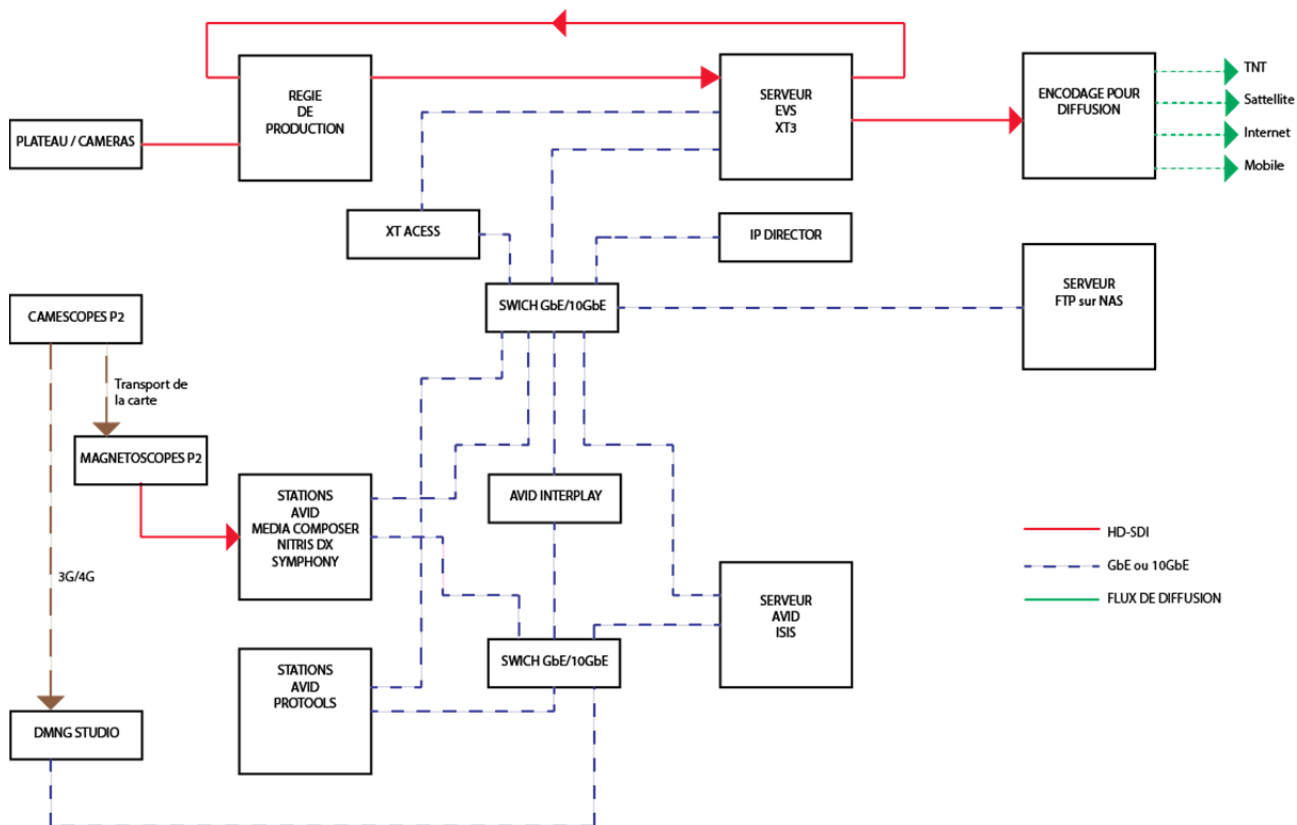 REGIE
DE
PRODUCTION
SERVEUR
EVS
XT3
ENCODAGE POUR
DIFFUSION
TNT
Sattellite
Internet
Mobile
PLATEAU / CAMERAS
XT ACESS
IP DIRECTOR
SWICH GbE/10GbE
SERVEUR
FTP sur NAS
CAMESCOPES P2
Transport de
la carte
MAGNETOSCOPES P2
STATIONS
AVID
MEDIA COMPOSER
NITRIS DX
SYMPHONY
AVID INTERPLAY
HD-SDI
GbE ou 10GbE
FLUX DE DIFFUSION
3G/4G
SERVEUR
AVID
ISIS
SWICH GbE/10GbE
STATIONS
AVID
PROTOOLS
DMNG STUDIO